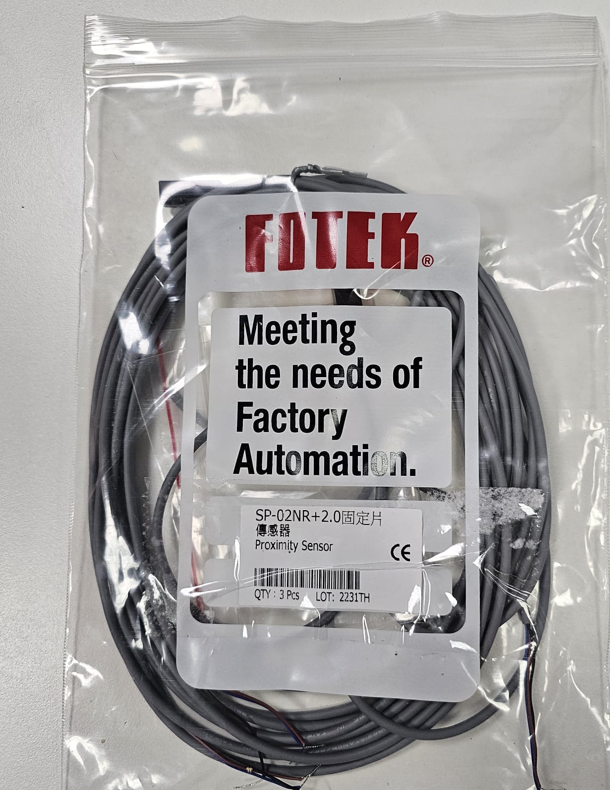 FOTEK®
Meeting
the needs of
Factory
Automation.
SP-02NR+2.0固定片
傳感器
Proximity Sensor
CE
QTY : 3 Pcs LOT: 2231TH